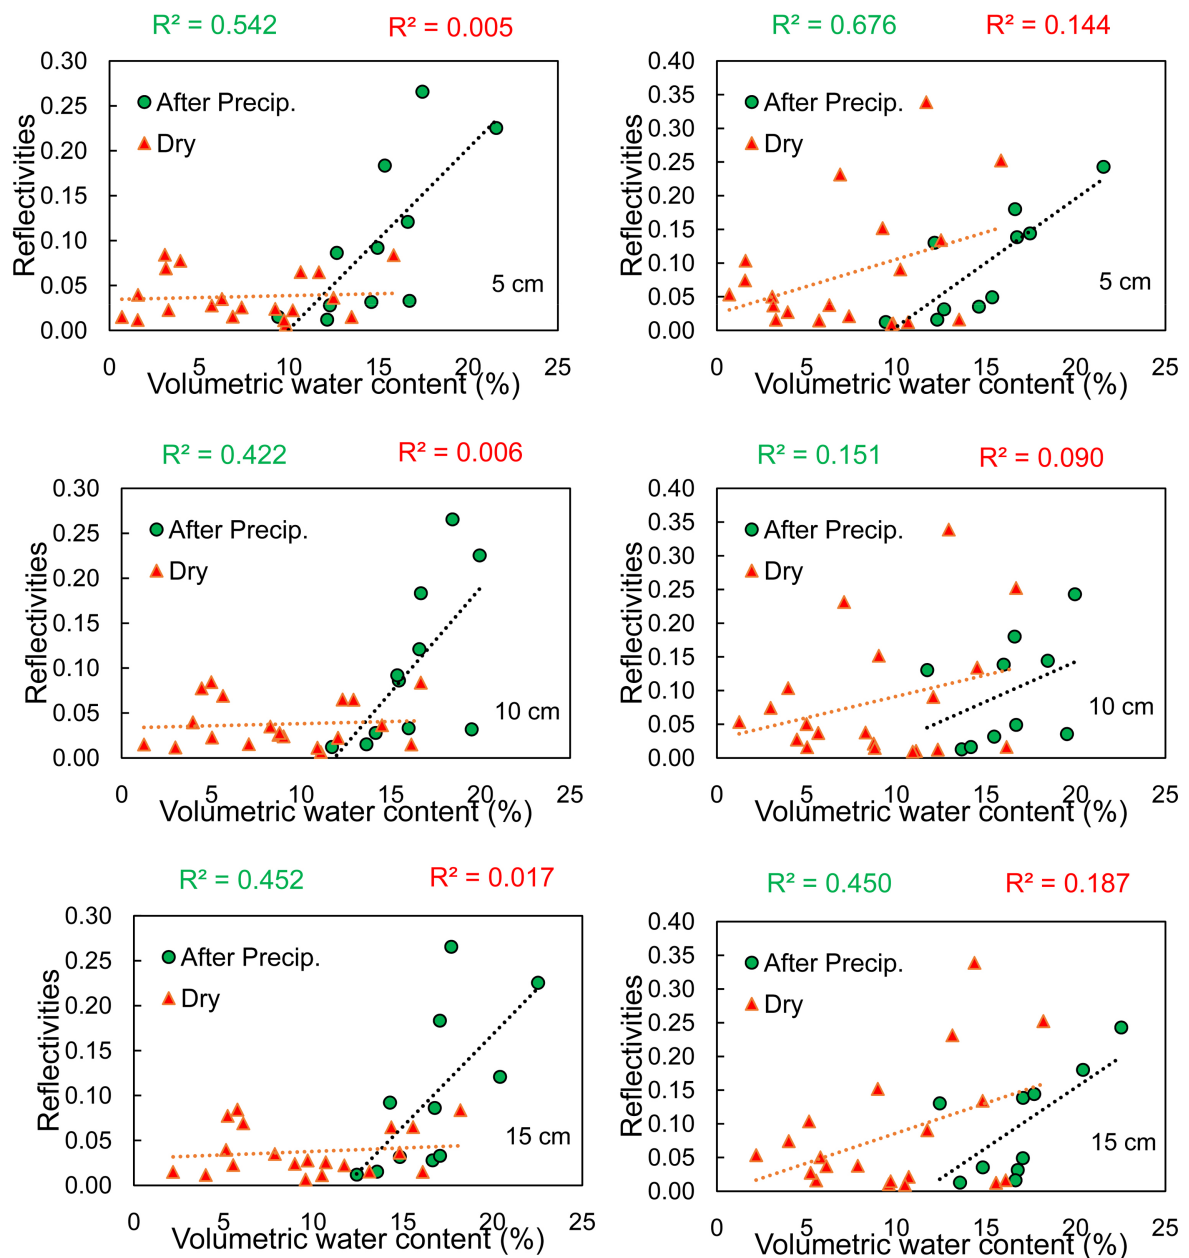 R² = 0.542 R² = 0.005
0.30
0.25
0.20
0.15
0.10
0.05
0.00
Reflectivities
After Precip.
Dry
5 cm
0 5 10 15 20 25
Volumetric water content (%)
R² = 0.676 R² = 0.144
0.40
0.35
0.30
0.25
0.20
0.15
0.10
0.05
0.00
Reflectivities
After Precip.
Dry
5 cm
0 5 10 15 20 25
Volumetric water content (%)
R² = 0.422 R² = 0.006
0.30
0.25
0.20
0.15
0.10
0.05
0.00
Reflectivities
After Precip.
Dry
10 cm
0 5 10 15 20 25
Volumetric water content (%)
R² = 0.151 R² = 0.090
0.40
0.35
0.30
0.25
0.20
0.15
0.10
0.05
0.00
Reflectivities
After Precip.
Dry
10 cm
0 5 10 15 20 25
Volumetric water content (%)
R² = 0.452 R² = 0.017
0.30
0.25
0.20
0.15
0.10
0.05
0.00
Reflectivities
After Precip.
Dry
15 cm
0 5 10 15 20 25
Volumetric water content (%)
R² = 0.450 R² = 0.187
0.40
0.35
0.30
0.25
0.20
0.15
0.10
0.05
0.00
Reflectivities
After Precip.
Dry
15 cm
0 5 10 15 20 25
Volumetric water content (%)